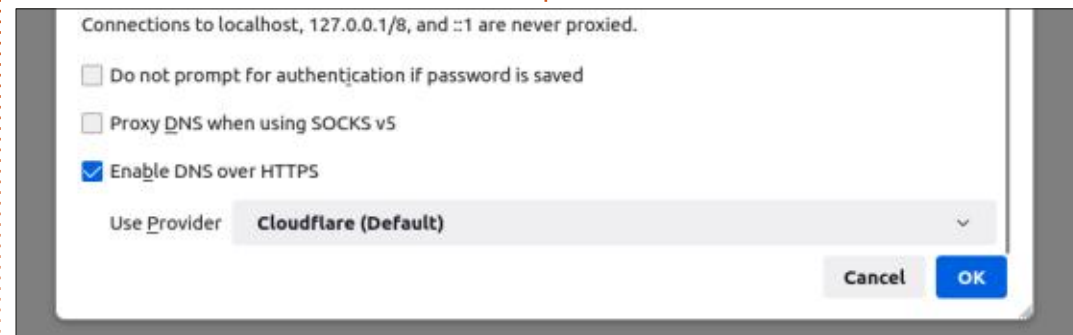 Connections to localhost, 127.0.0.1/8, and ::1 are never proxied.
Do not prompt for authentication if password is saved
Proxy DNS when using SOCKS v5
Enable DNS over HTTPS
Use Provider Cloudflare (Default)
Cancel OK